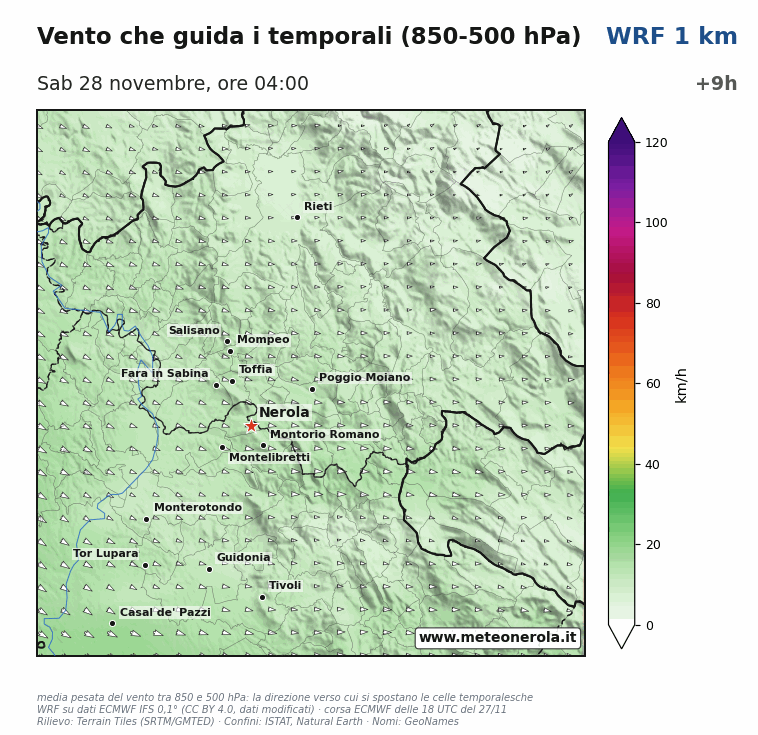 Vento che guida i temporali (850-500 hPa) WRF 1 km
Sab 28 novembre, ore 04:00 +9h
120
100
80
60
40
20
0
km/h
Rieti
Salisano
Mompeo
Fara in Sabina
Toffia
Poggio Moiano
Nerola
Montorio Romano
Montelibretti
Monterotondo
Tor Lupara
Guidonia
Tivoli
Casal de' Pazzi
www.meteonerola.it
media pesata del vento tra 850 e 500 hPa: la direzione verso cui si spostano le celle temporalesche
WRF su dati ECMWF IFS 0,1° (CC BY 4.0, dati modificati) · corsa ECMWF delle 18 UTC del 27/11
Rilievo: Terrain Tiles (SRTM/GMTED) · Confini: ISTAT, Natural Earth · Nomi: GeoNames